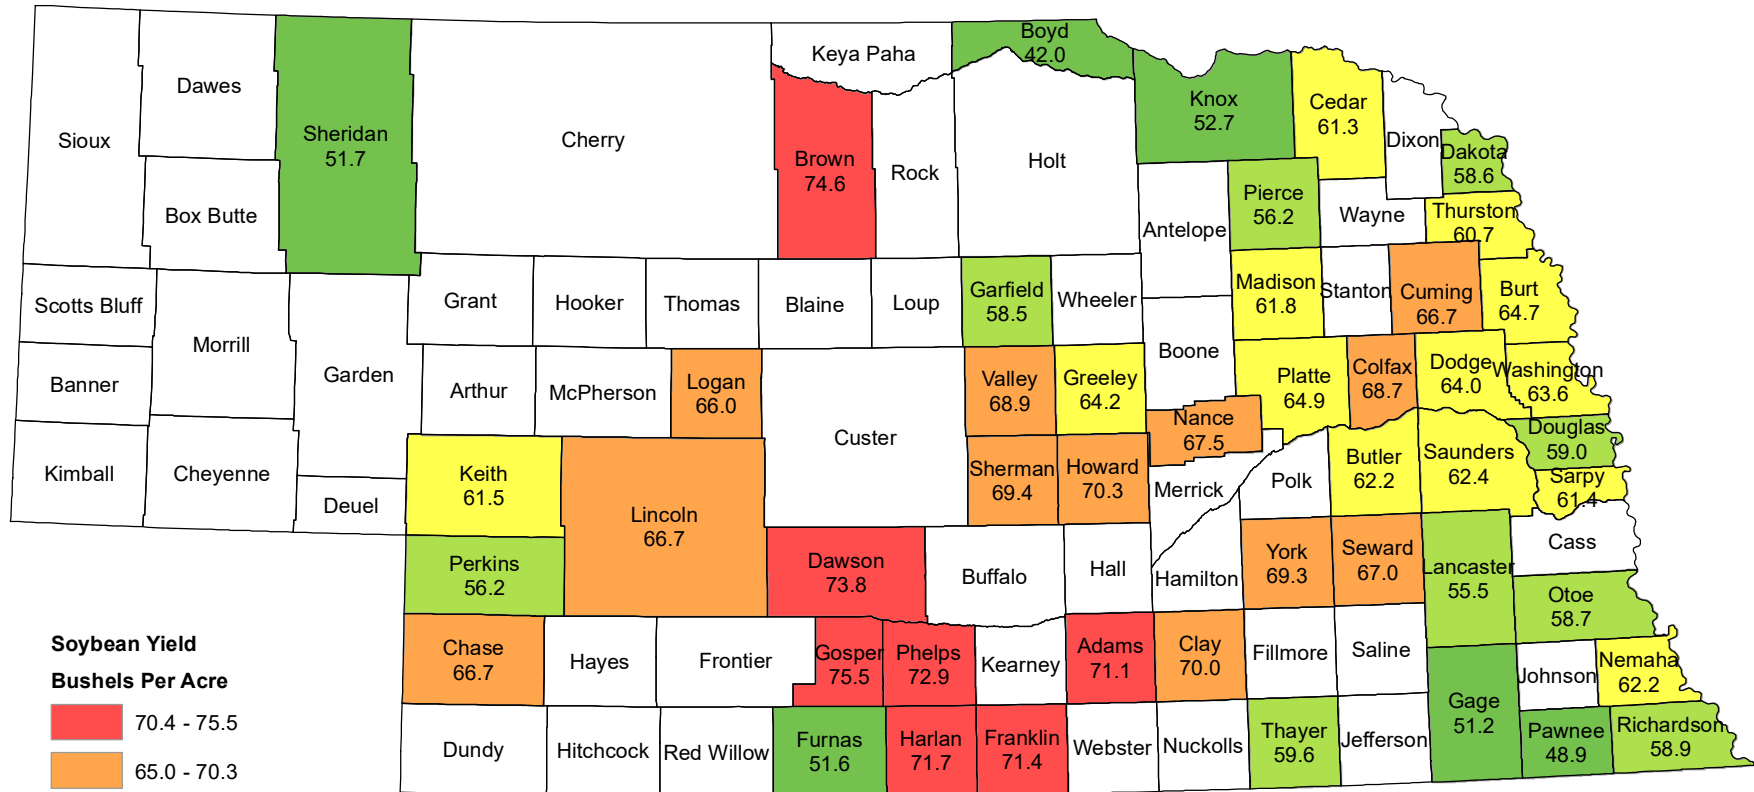 Boyd
42.0
Keya Paha
Dawes
Knox
52.7
Cedar
61.3
Sioux
Sheridan
51.7
Cherry
Brown
74.6
Rock
Holt
Dixon
Dakota
58.6
Box Butte
Antelope
Pierce
56.2
Wayne
Thurston
60.7
Scotts Bluff
Morrill
Grant
Hooker
Thomas
Blaine
Loup
Garfield
58.5
Wheeler
Madison
61.8
Stanton
Cuming
66.7
Burt
64.7
Banner
Garden
Arthur
McPherson
Logan
66.0
Valley
68.9
Greeley
64.2
Boone
Platte
64.9
Colfax
68.7
Dodge
64.0
Washington
63.6
Custer
Nance
67.5
Douglas
59.0
Kimball
Cheyenne
Deuel
Keith
61.5
Lincoln
66.7
Sherman
69.4
Howard
70.3
Merrick
Polk
Butler
62.2
Saunders
62.4
Sarpy
61.4
Perkins
56.2
Dawson
73.8
Buffalo
Hall
Hamilton
York
69.3
Seward
67.0
Lancaster
55.5
Cass
Otoe
58.7
Chase
66.7
Hayes
Frontier
Gosper
75.5
Phelps
72.9
Kearney
Adams
71.1
Clay
70.0
Fillmore
Saline
Johnson
Nemaha
62.2
Dundy
Hitchcock
Red Willow
Furnas
51.6
Harlan
71.7
Franklin
71.4
Webster
Nuckolls
Thayer
59.6
Jefferson
Gage
51.2
Pawnee
48.9
Richardson
58.9
Soybean Yield
Bushels Per Acre
70.4 - 75.5
65.0 - 70.3